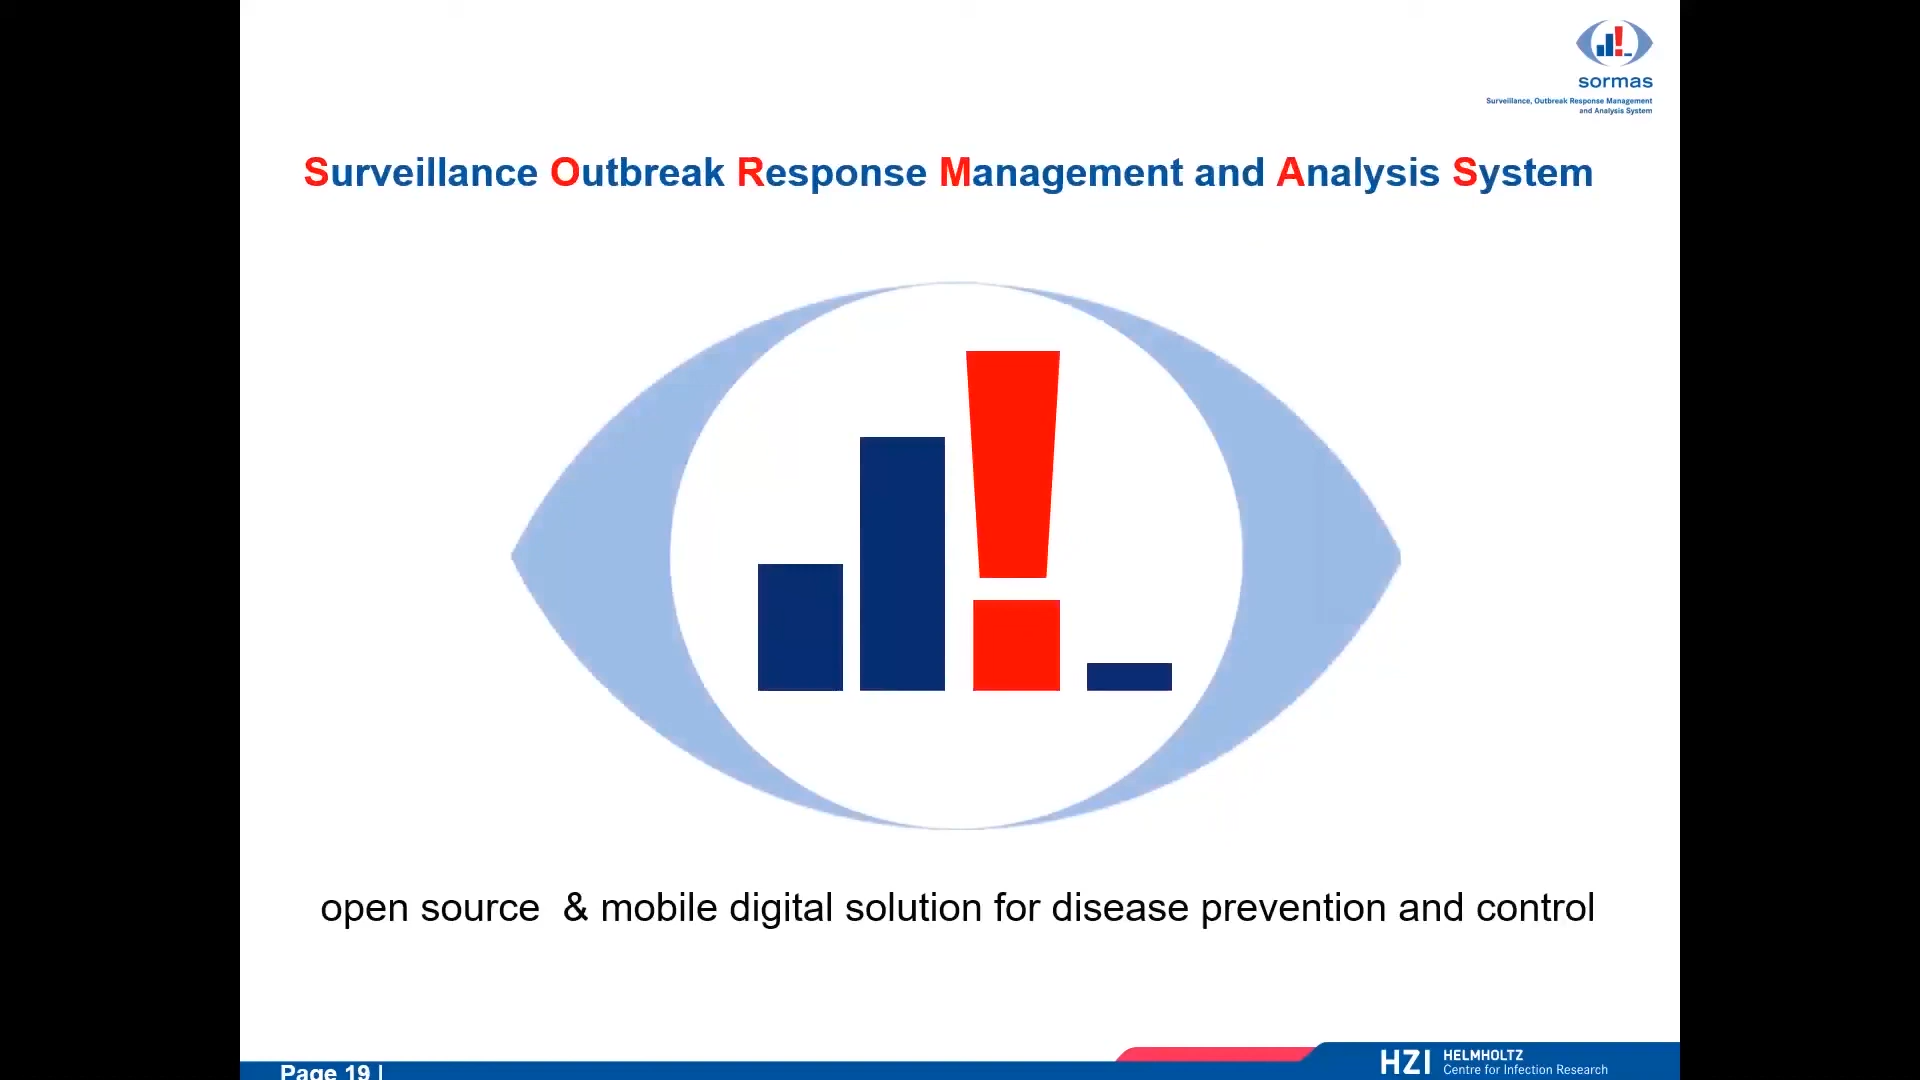 sormas
Surveillance, Outbreak Response Management
and Analysis System
Surveillance Outbreak Response Management and Analysis System
open source & mobile digital solution for disease prevention and control
Page 19 |
HZI HELMHOLTZ
Centre for Infection Research